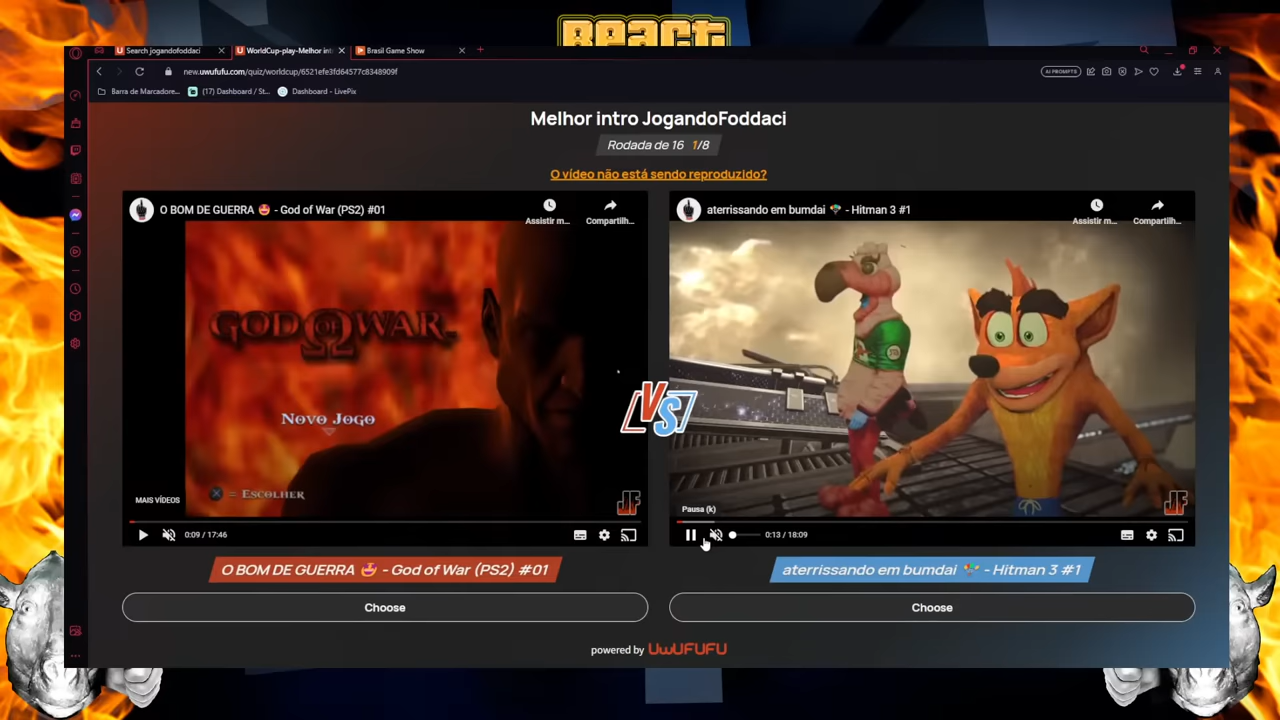 REACT
Search jogandofoddaci
WorldCup-play-Melhor int
Brasil Game Show
new.uwufufu.com/quiz/worldcup/6521efe3fd64577c8348909f
AI PROMPTS
Barra de Marcadore...
(17) Dashboard / St...
Dashboard - LivePix
Melhor intro JogandoFoddaci
Rodada de 16 1/8
O vídeo não está sendo reproduzido?
O BOM DE GUERRA 🤩 - God of War (PS2) #01
Assistir m...
Compartilh...
aterrissando em bumdai 🪂 - Hitman 3 #1
Assistir m...
Compartilh...
GOD OF WAR
NOVO JOGO
VS
MAIS VÍDEOS
X = ESCOLHER
JF
Pausa (k)
JF
0:09 / 17:46
0:13 / 18:09
O BOM DE GUERRA 🤩 - God of War (PS2) #01
aterrissando em bumdai 🪂 - Hitman 3 #1
Choose
Choose
powered by UwUFUFU